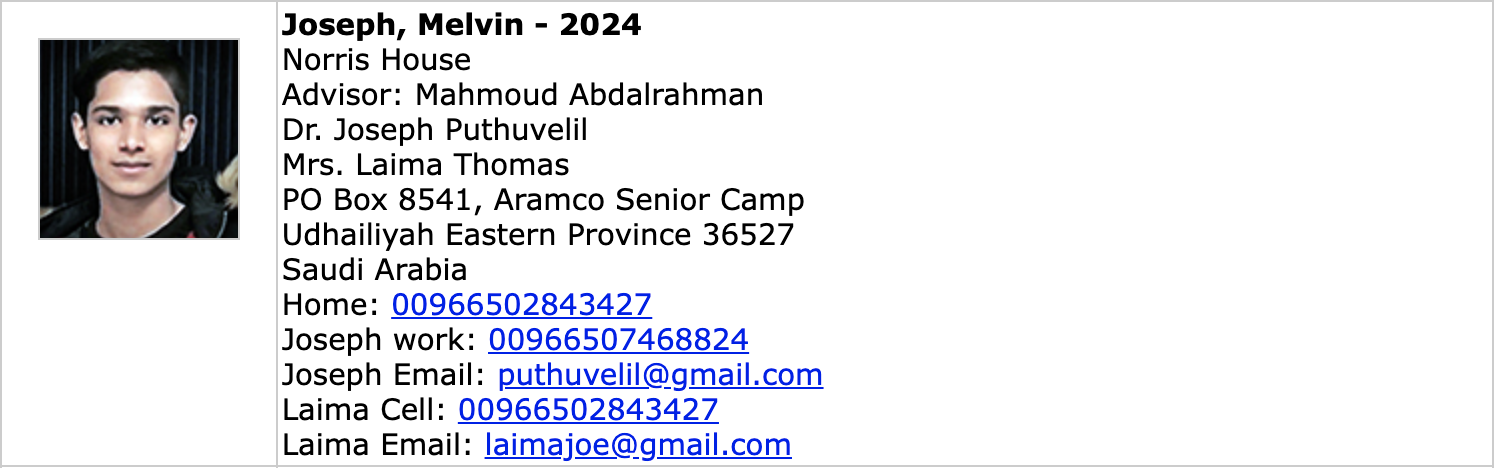 Joseph, Melvin - 2024
Norris House
Advisor: Mahmoud Abdalrahman
Dr. Joseph Puthuvelil
Mrs. Laima Thomas
PO Box 8541, Aramco Senior Camp
Udhailiyah Eastern Province 36527
Saudi Arabia
Home: 00966502843427
Joseph work: 00966507468824
Joseph Email: puthuvelil@gmail.com
Laima Cell: 00966502843427
Laima Email: laimajoe@gmail.com